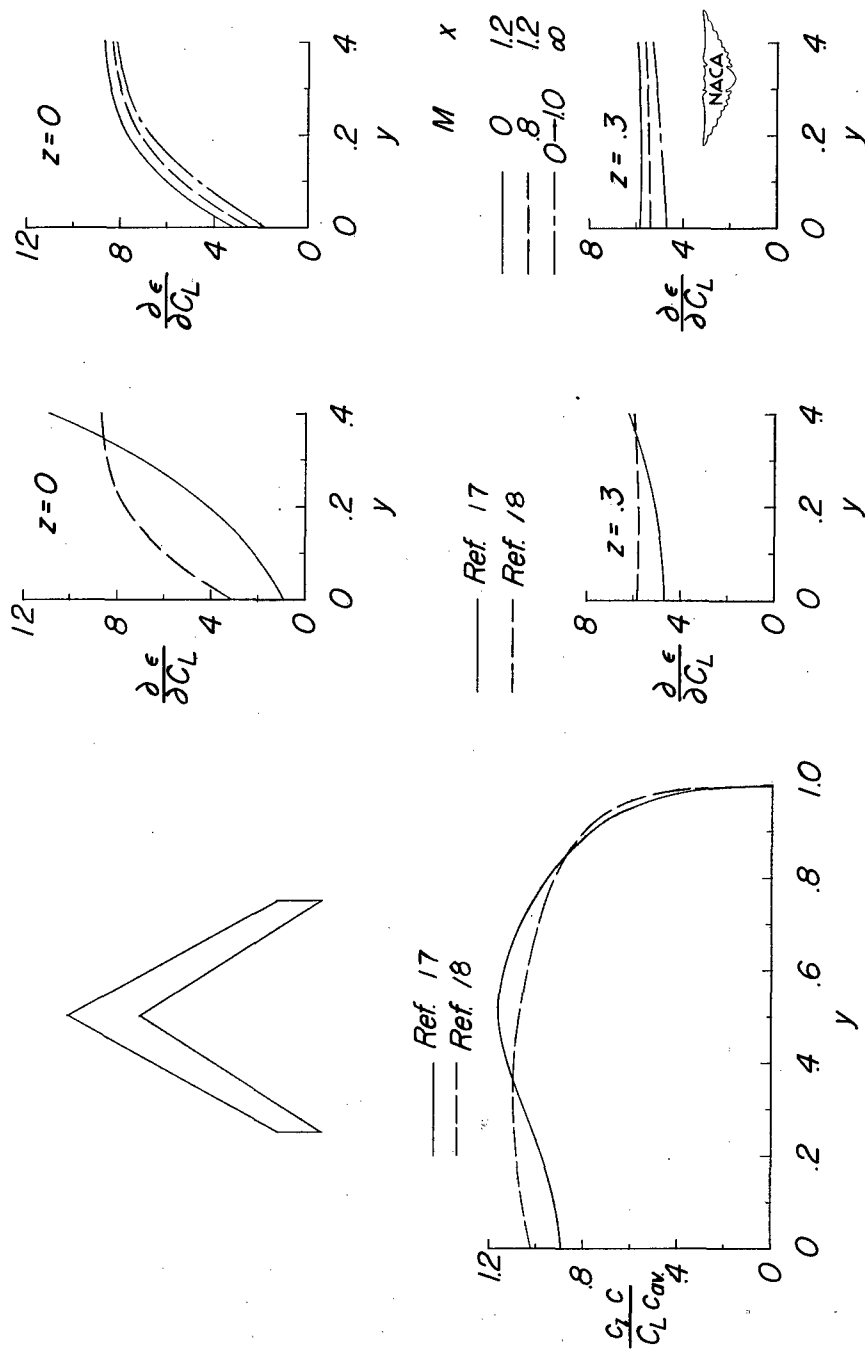 1.2
.8
.4
0
c_l c
C_L c_av.
0
.2
.4
.6
.8
1.0
y
Ref. 17
Ref. 18
12
8
4
0
∂ε
∂C_L
z=0
0
.2
.4
y
Ref. 17
Ref. 18
8
4
0
∂ε
∂C_L
z=.3
0
.2
.4
y
12
8
4
0
∂ε
∂C_L
z=0
0
.2
.4
y
M x
0 1.2
.8 1.2
0→1.0 ∞
8
4
0
∂ε
∂C_L
z=.3
0
.2
.4
y
NACA